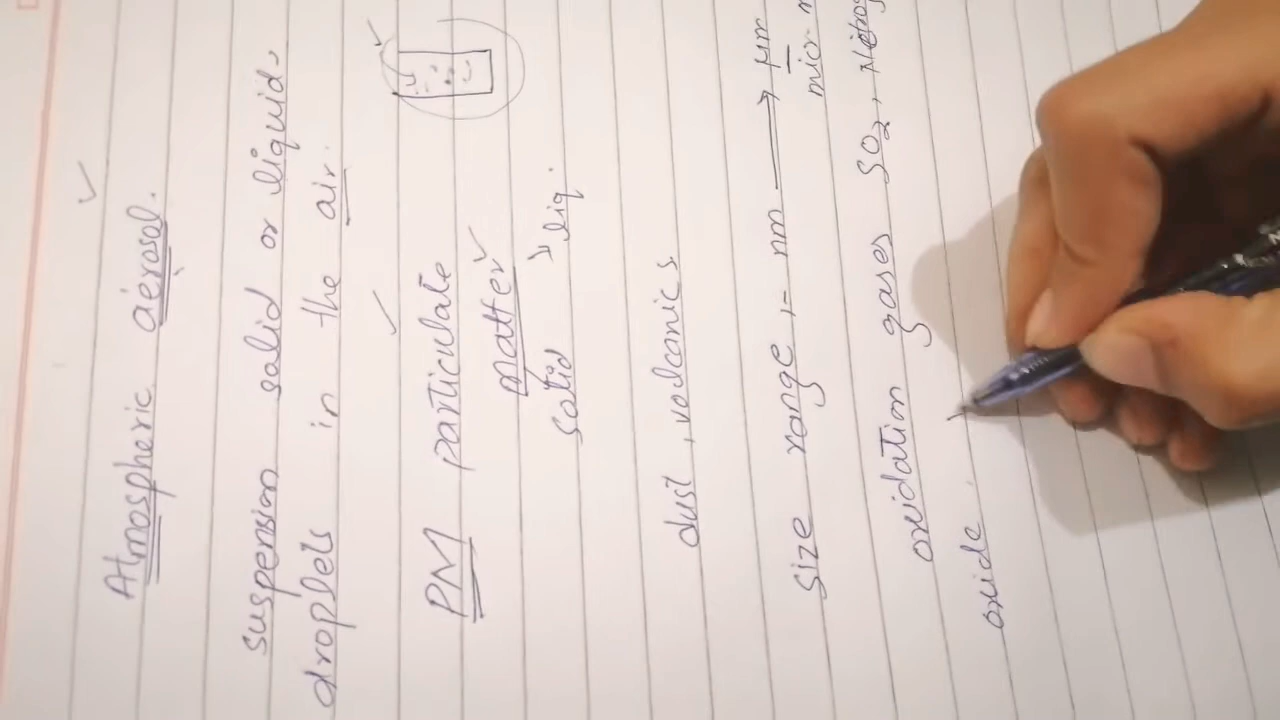 Atmospheric aerosol.
suspension solid or liquid
droplets in the air.
PM particulate
matter
solid liq.
dust, volcanic s
Size range :- nm → μm
micro
oxidation gases SO2,
oxide